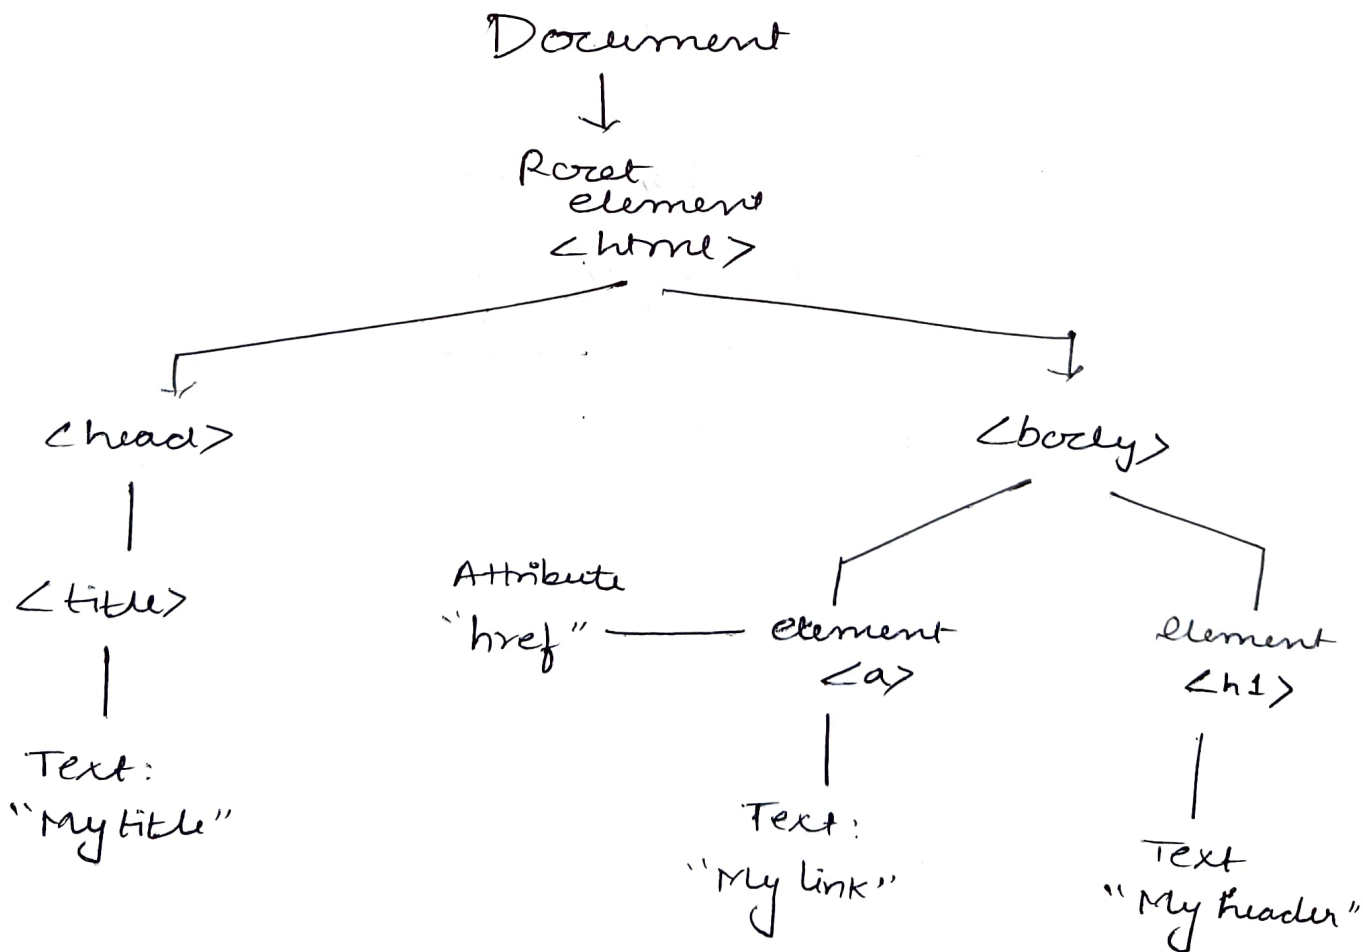 Document
Root
element
<html>
<head>
<body>
<title>
Attribute
"href"
element
<a>
element
<h1>
Text:
"My title"
Text:
"My link"
Text
"My header"